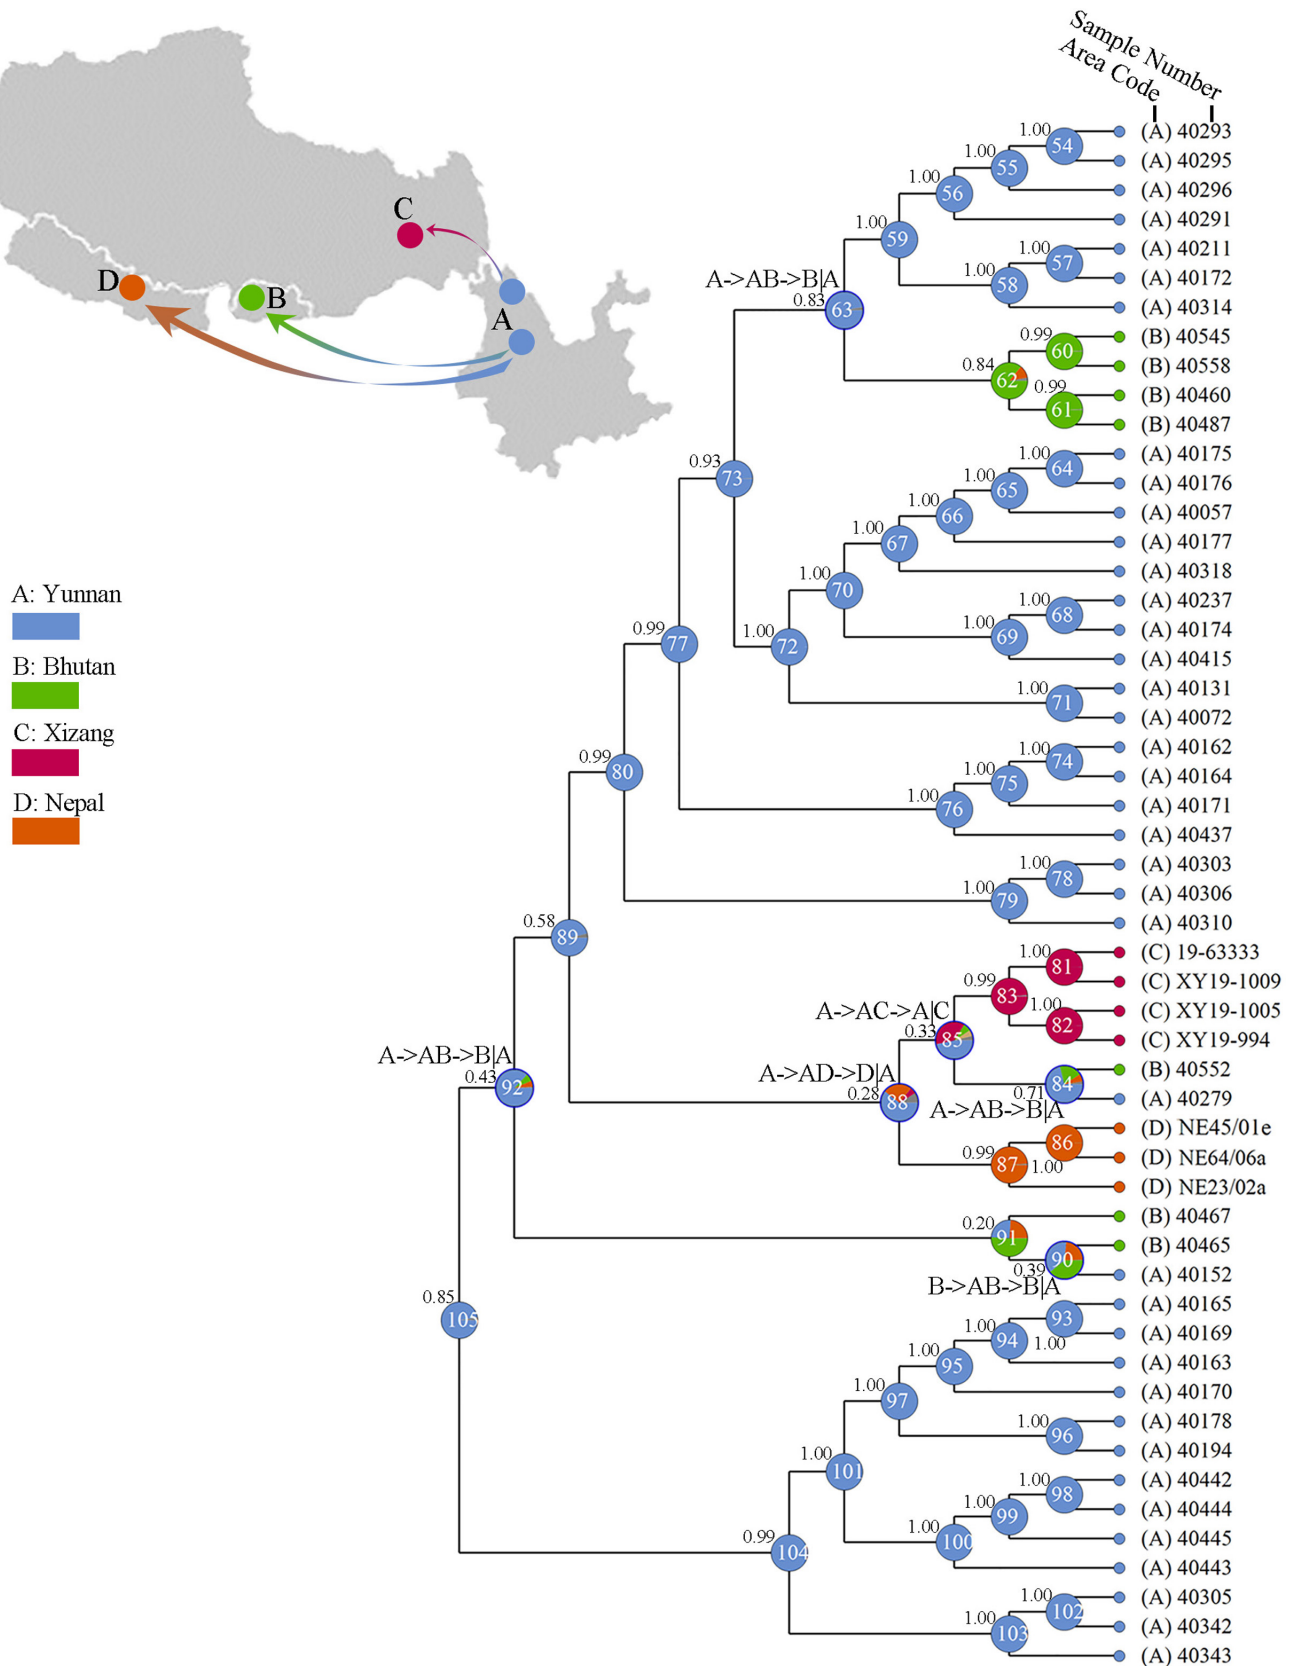 Sample Number
Area Code
C
D
B
A
A: Yunnan
B: Bhutan
C: Xizang
D: Nepal
(A) 40293
(A) 40295
(A) 40296
(A) 40291
(A) 40211
(A) 40172
(A) 40314
(B) 40545
(B) 40558
(B) 40460
(B) 40487
(A) 40175
(A) 40176
(A) 40057
(A) 40177
(A) 40318
(A) 40237
(A) 40174
(A) 40415
(A) 40131
(A) 40072
(A) 40162
(A) 40164
(A) 40171
(A) 40437
(A) 40303
(A) 40306
(A) 40310
(C) 19-63333
(C) XY19-1009
(C) XY19-1005
(C) XY19-994
(B) 40552
(A) 40279
(D) NE45/01e
(D) NE64/06a
(D) NE23/02a
(B) 40467
(B) 40465
(A) 40152
(A) 40165
(A) 40169
(A) 40163
(A) 40170
(A) 40178
(A) 40194
(A) 40442
(A) 40444
(A) 40445
(A) 40443
(A) 40305
(A) 40342
(A) 40343
1.00 54
1.00 55
1.00 56
1.00 59
1.00 57
1.00 58
A->AB->B|A
0.83 63
0.99 60
0.84 62
0.99 61
0.93 73
1.00 64
1.00 65
1.00 66
1.00 67
1.00 70
1.00 68
1.00 69
1.00 72
1.00 71
0.99 77
1.00 74
1.00 75
1.00 76
0.99 80
1.00 78
1.00 79
0.58 89
1.00 81
0.99 83
1.00 82
A->AC->A|C
0.33 85
A->AD->D|A
0.28 88
0.71 84
A->AB->B|A
86 1.00
0.99 87
A->AB->B|A
0.43 92
0.20 91
0.39 90
B->AB->B|A
0.85 105
93 1.00
1.00 94
1.00 95
1.00 97
1.00 96
1.00 101
1.00 98
1.00 99
1.00 100
0.99 104
1.00 102
1.00 103